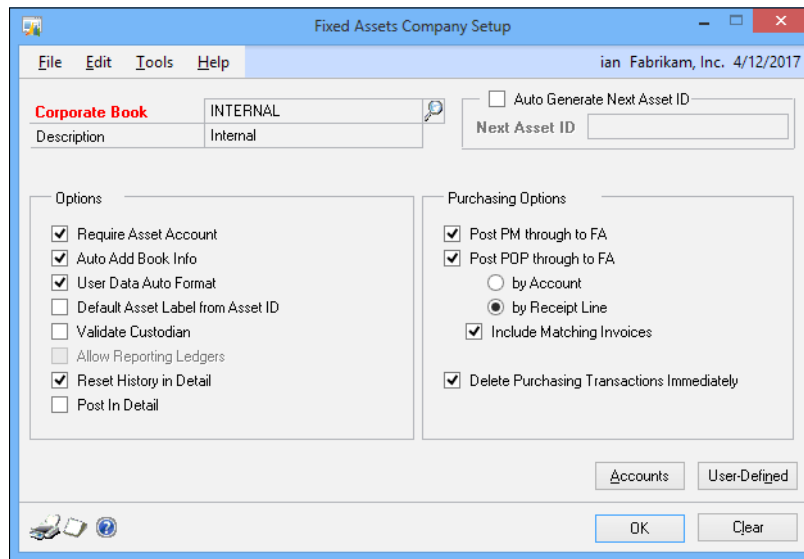 Fixed Assets Company Setup
File Edit Tools Help
ian Fabrikam, Inc. 4/12/2017
Corporate Book INTERNAL
Description Internal
Auto Generate Next Asset ID
Next Asset ID
Options
Require Asset Account
Auto Add Book Info
User Data Auto Format
Default Asset Label from Asset ID
Validate Custodian
Allow Reporting Ledgers
Reset History in Detail
Post In Detail
Purchasing Options
Post PM through to FA
Post POP through to FA
by Account
by Receipt Line
Include Matching Invoices
Delete Purchasing Transactions Immediately
Accounts User-Defined
OK Clear